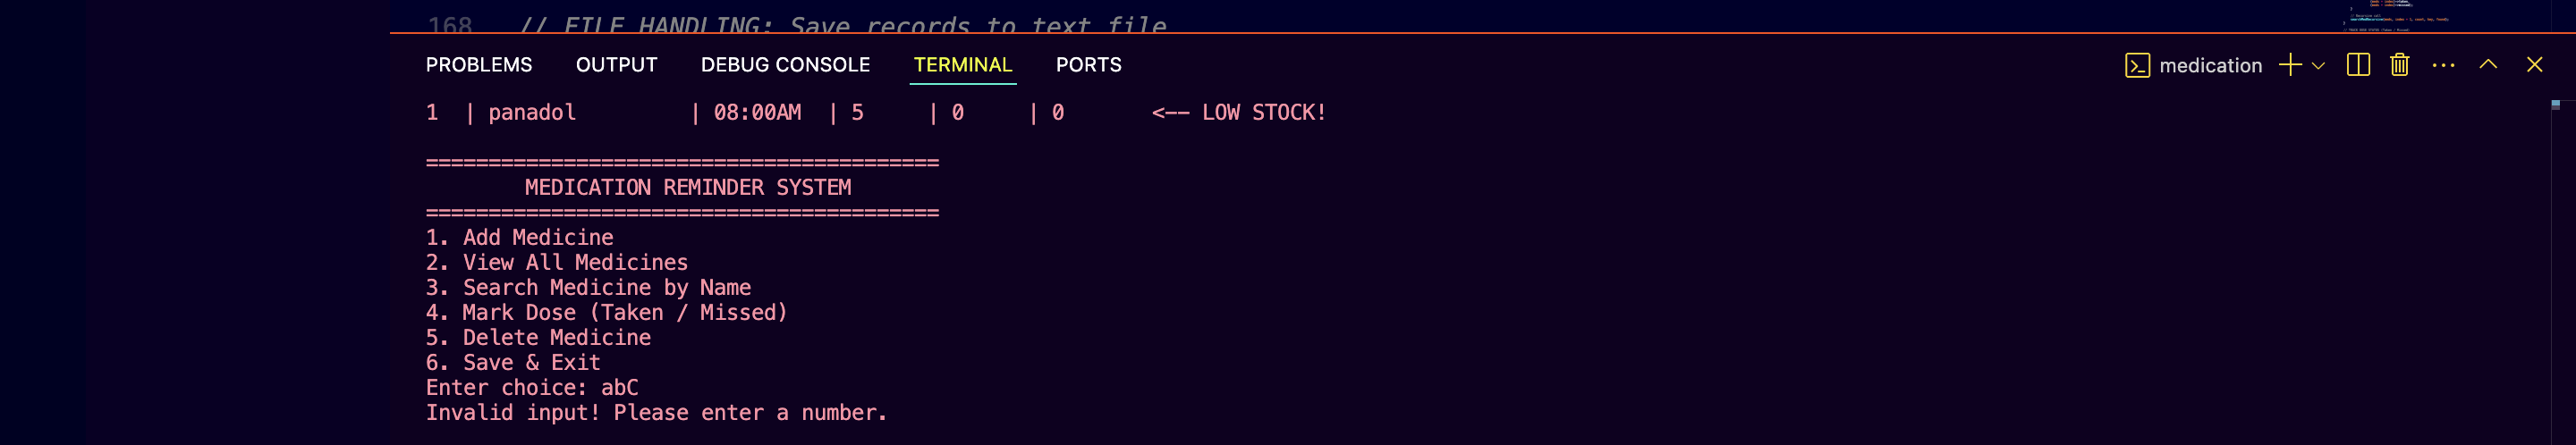 168 // FILE HANDLING: Save records to text file
PROBLEMS OUTPUT DEBUG CONSOLE TERMINAL PORTS medication
1 | panadol | 08:00AM | 5 | 0 | 0 <-- LOW STOCK!
=========================================
MEDICATION REMINDER SYSTEM
=========================================
1. Add Medicine
2. View All Medicines
3. Search Medicine by Name
4. Mark Dose (Taken / Missed)
5. Delete Medicine
6. Save & Exit
Enter choice: abC
Invalid input! Please enter a number.